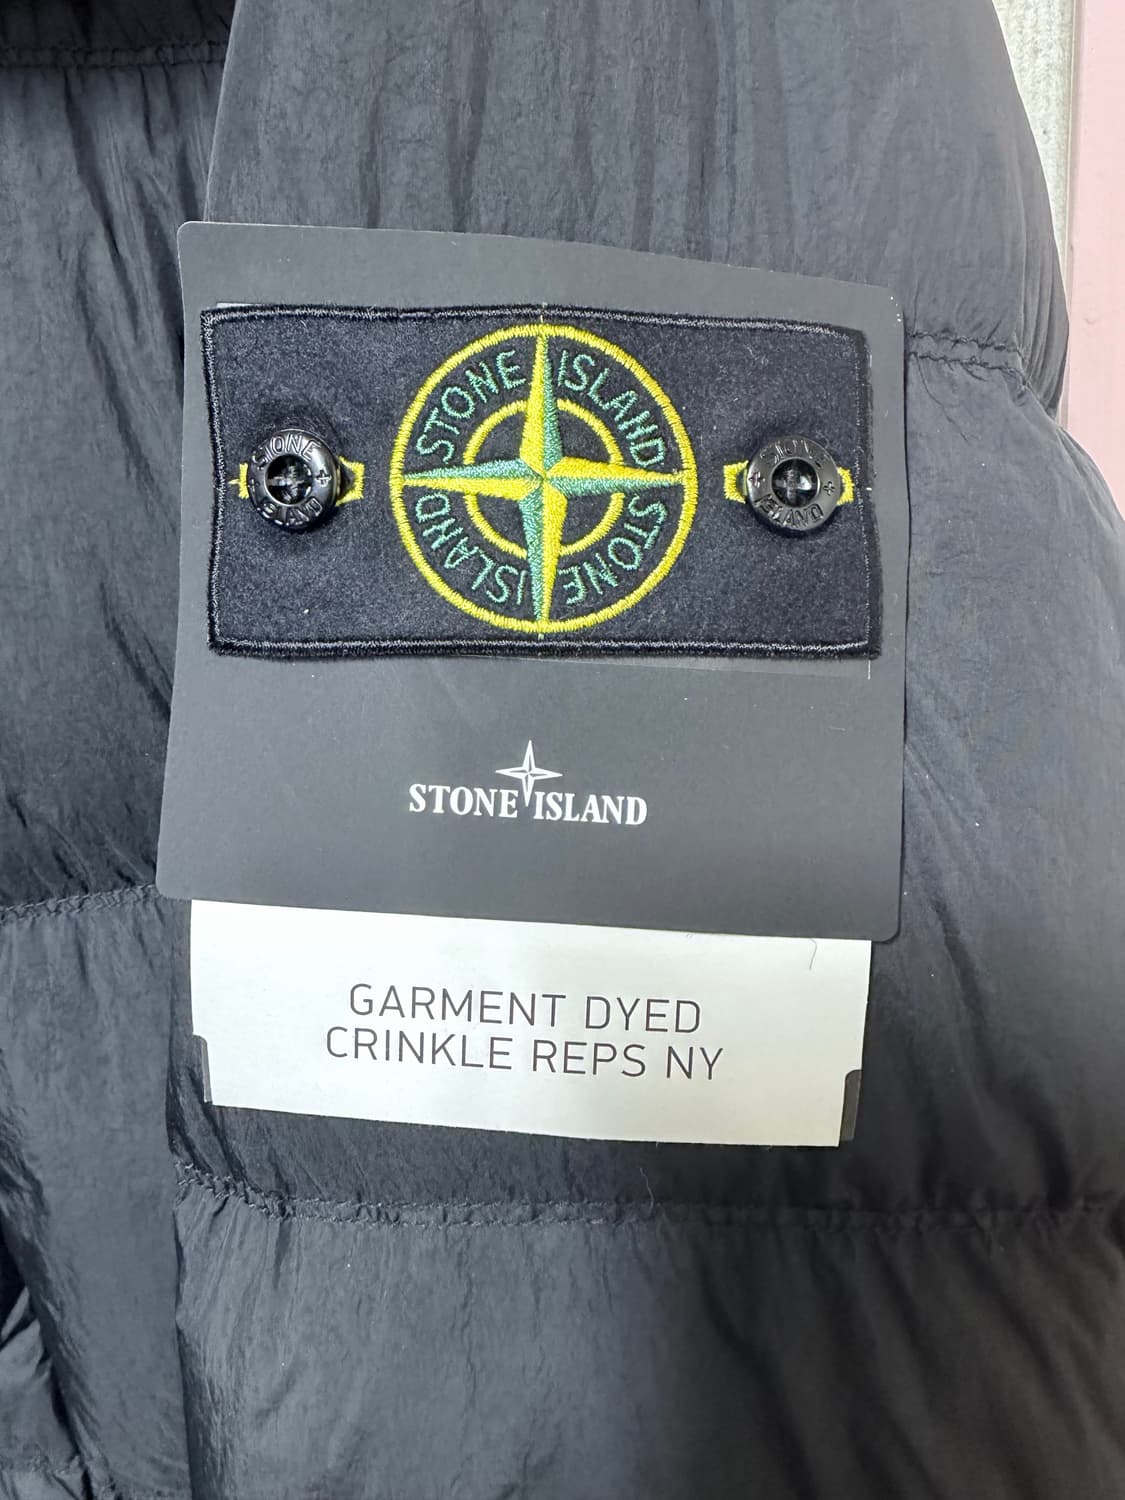 STONE ISLAND
STONE ISLAND
STONE
ISLAND
STONE
ISLAND
STONE ISLAND
GARMENT DYED
CRINKLE REPS NY